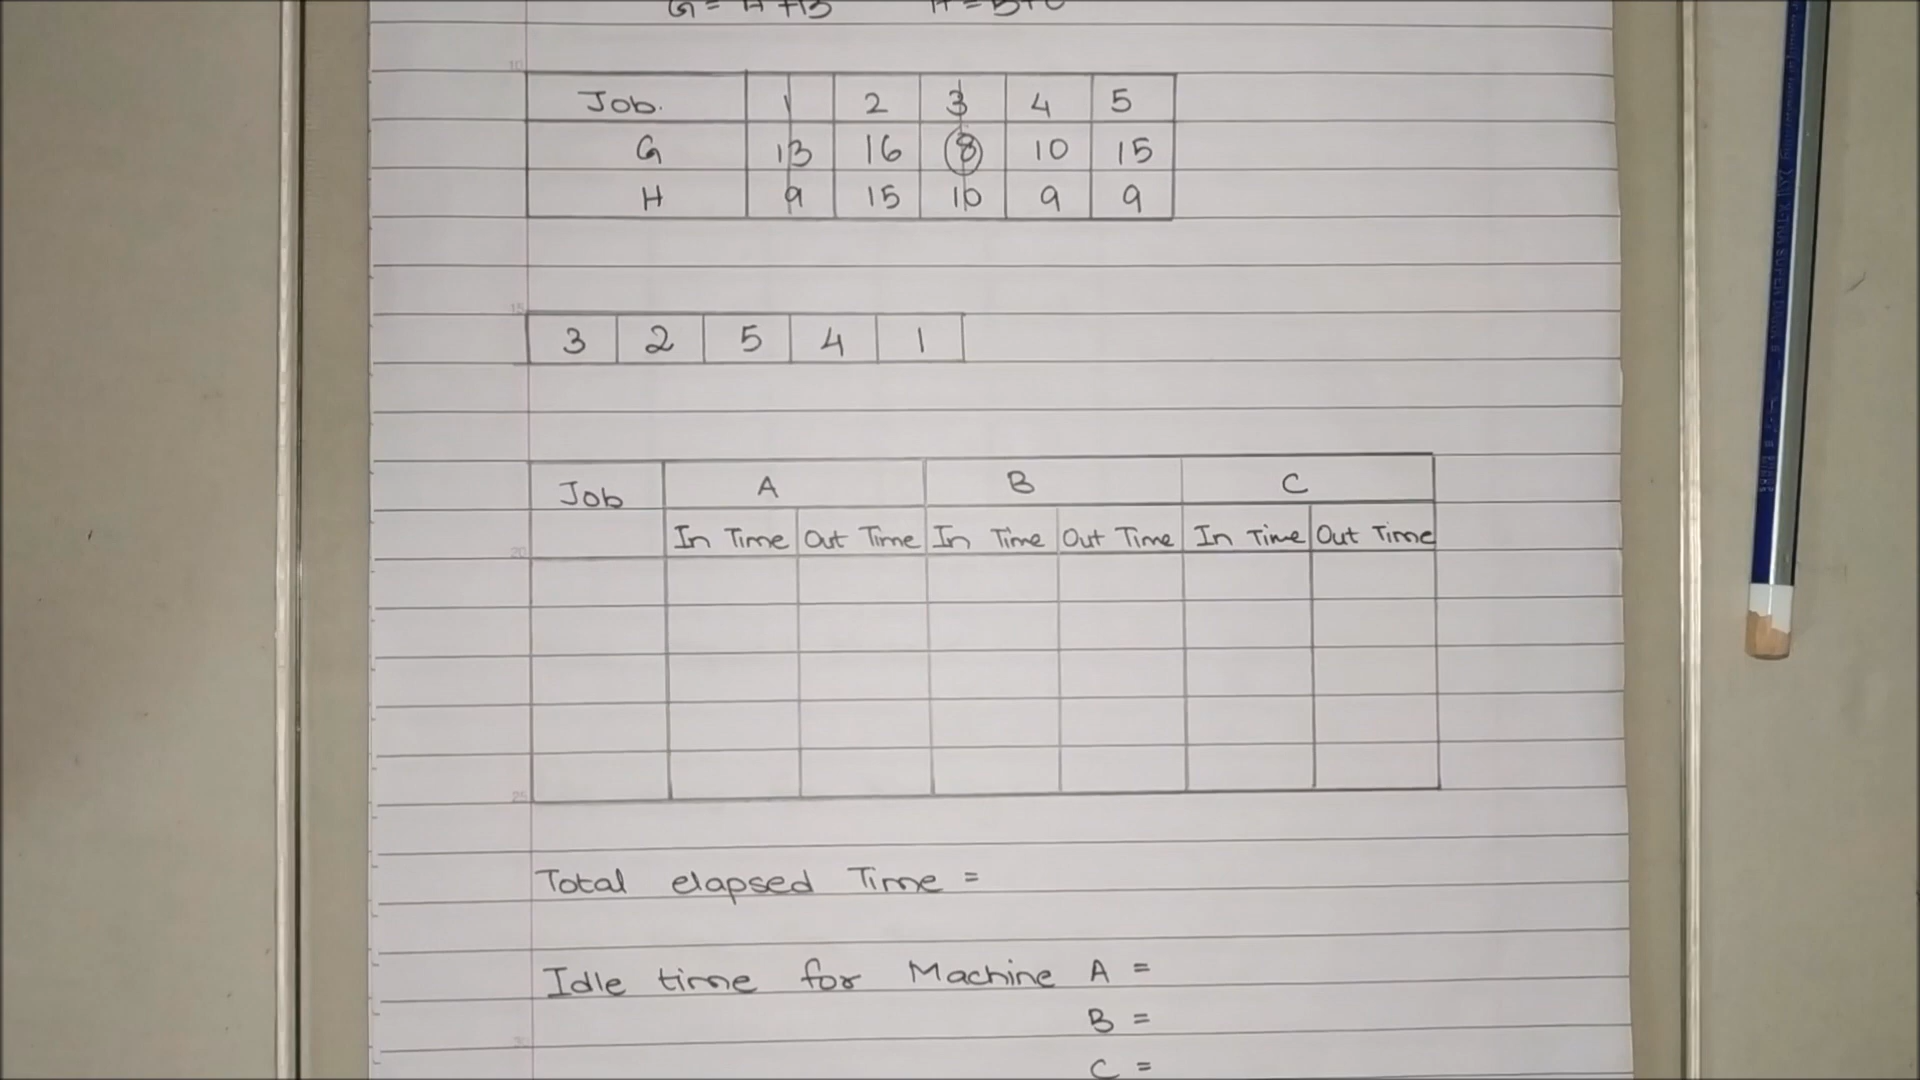 G = A+B H = B+C
Job. 1 2 3 4 5
G 13 16 8 10 15
H 9 15 10 9 9
3 2 5 4 1
Job A B C
In Time Out Time In Time Out Time In Time Out Time
Total elapsed Time =
Idle time for Machine A =
B =
C =